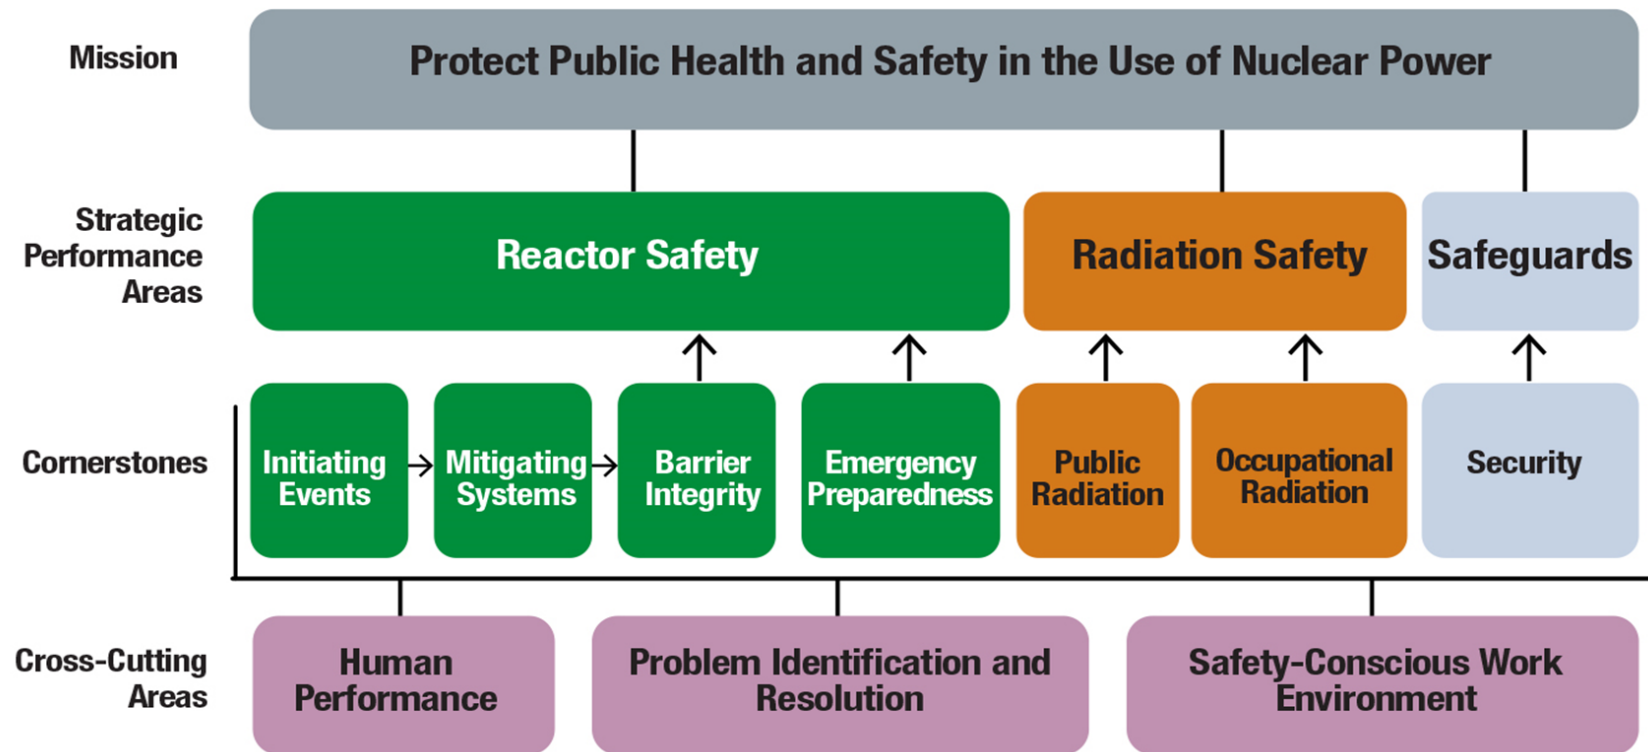 Mission
Protect Public Health and Safety in the Use of Nuclear Power
Strategic
Performance
Areas
Reactor Safety
Radiation Safety
Safeguards
Cornerstones
Initiating
Events
Mitigating
Systems
Barrier
Integrity
Emergency
Preparedness
Public
Radiation
Occupational
Radiation
Security
Cross-Cutting
Areas
Human
Performance
Problem Identification and
Resolution
Safety-Conscious Work
Environment